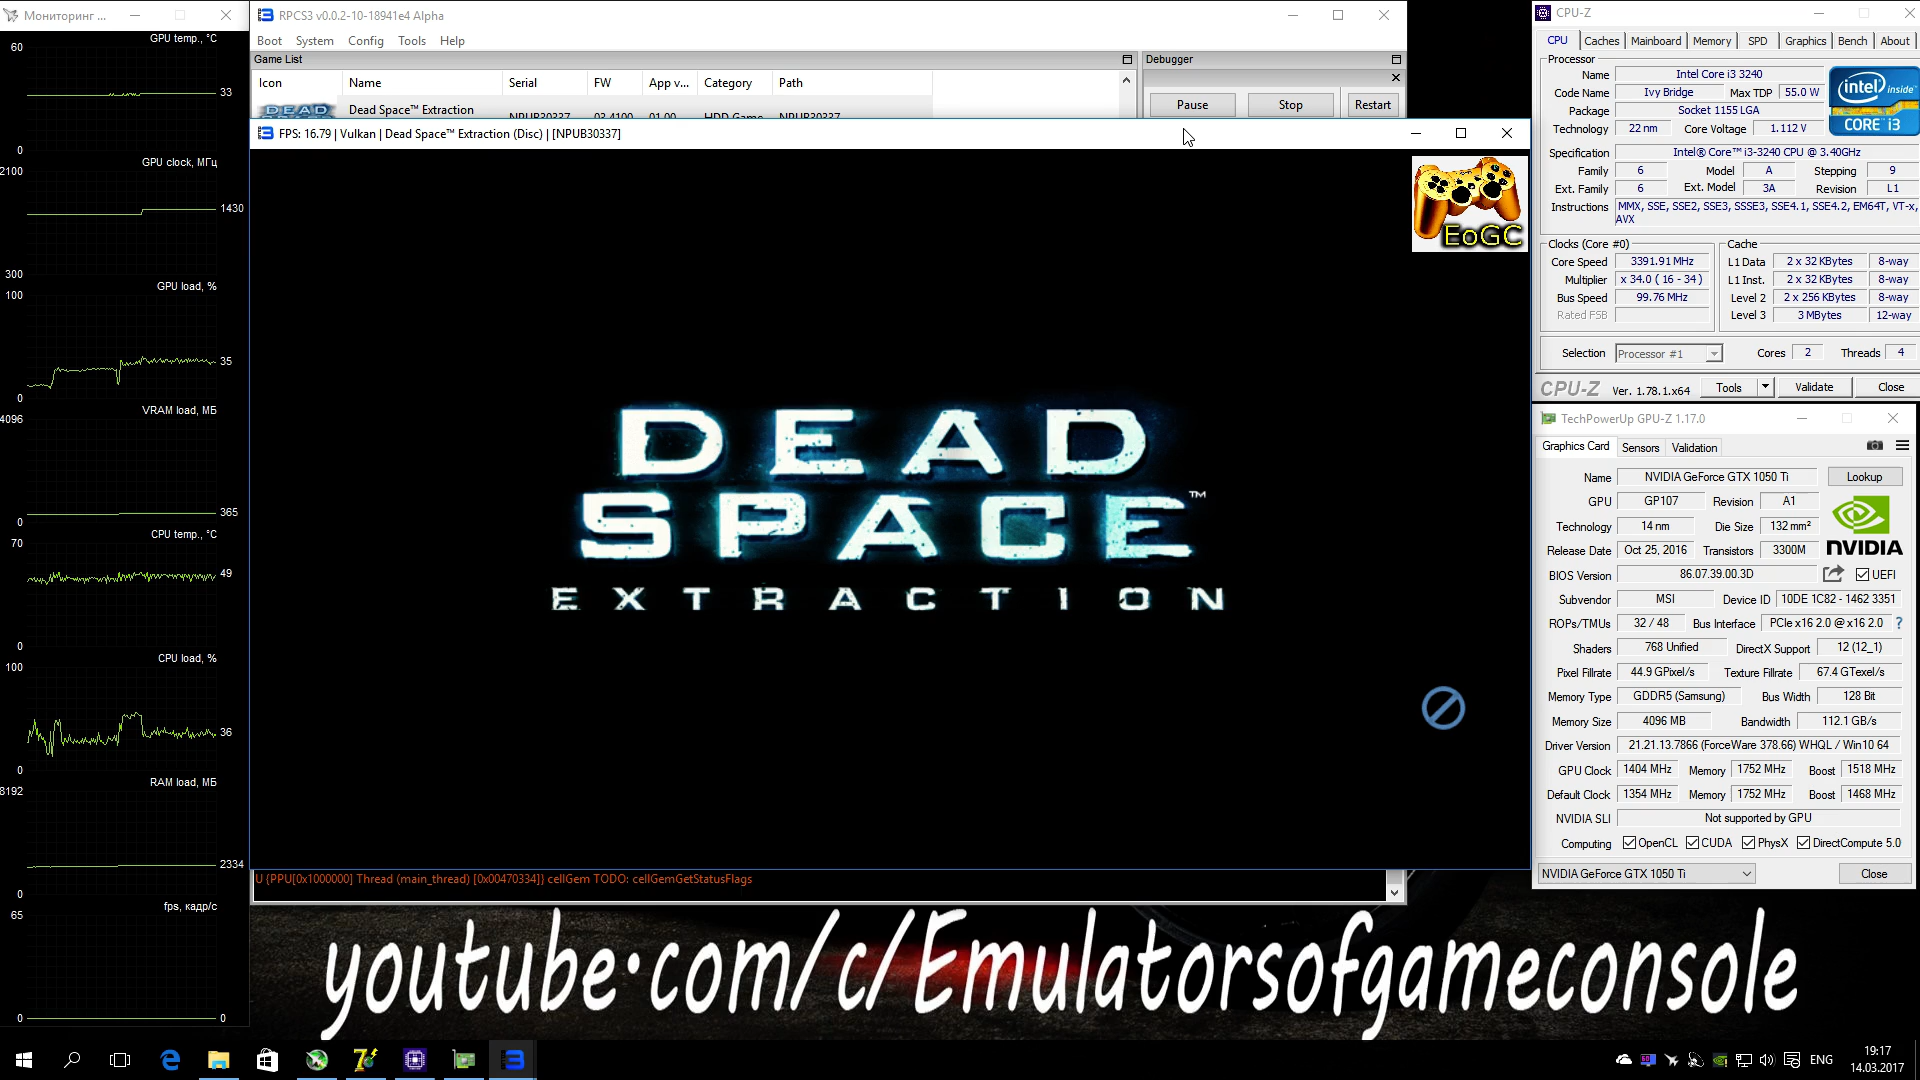 Мониторинг ...
GPU temp., °C
60
33
0
GPU clock, МГц
2100
1430
300
GPU load, %
100
35
0
VRAM load, МБ
4096
365
0
CPU temp., °C
70
49
0
CPU load, %
100
36
0
RAM load, МБ
8192
2334
0
fps, кадр/с
65
0
0
RPCS3 v0.0.2-10-18941e4 Alpha
Boot System Config Tools Help
Game List
Icon Name Serial FW App v... Category Path
DEAD Dead Space™ Extraction NPUB30337 03.4100 01.00 HDD Game NPUB30337
Debugger
Pause Stop Restart
FPS: 16.79 | Vulkan | Dead Space™ Extraction (Disc) | [NPUB30337]
EoGC
DEAD
SPACE™
EXTRACTION
U {PPU[0x1000000] Thread (main_thread) [0x00470334]} cellGem TODO: cellGemGetStatusFlags
youtube.com/c/Emulatorsofgameconsole
CPU-Z
CPU Caches Mainboard Memory SPD Graphics Bench About
Processor
Name Intel Core i3 3240
Code Name Ivy Bridge Max TDP 55.0 W
Package Socket 1155 LGA
Technology 22 nm Core Voltage 1.112 V
intel inside™
CORE i3
Specification Intel® Core™ i3-3240 CPU @ 3.40GHz
Family 6 Model A Stepping 9
Ext. Family 6 Ext. Model 3A Revision L1
Instructions MMX, SSE, SSE2, SSE3, SSSE3, SSE4.1, SSE4.2, EM64T, VT-x,
AVX
Clocks (Core #0)
Core Speed 3391.91 MHz
Multiplier x 34.0 ( 16 - 34 )
Bus Speed 99.76 MHz
Rated FSB
Cache
L1 Data 2 x 32 KBytes 8-way
L1 Inst. 2 x 32 KBytes 8-way
Level 2 2 x 256 KBytes 8-way
Level 3 3 MBytes 12-way
Selection Processor #1 Cores 2 Threads 4
CPU-Z Ver. 1.78.1.x64 Tools Validate Close
TechPowerUp GPU-Z 1.17.0
Graphics Card Sensors Validation
Name NVIDIA GeForce GTX 1050 Ti Lookup
GPU GP107 Revision A1
Technology 14 nm Die Size 132 mm²
Release Date Oct 25, 2016 Transistors 3300M
NVIDIA
BIOS Version 86.07.39.00.3D UEFI
Subvendor MSI Device ID 10DE 1C82 - 1462 3351
ROPs/TMUs 32 / 48 Bus Interface PCIe x16 2.0 @ x16 2.0 ?
Shaders 768 Unified DirectX Support 12 (12_1)
Pixel Fillrate 44.9 GPixel/s Texture Fillrate 67.4 GTexel/s
Memory Type GDDR5 (Samsung) Bus Width 128 Bit
Memory Size 4096 MB Bandwidth 112.1 GB/s
Driver Version 21.21.13.7866 (ForceWare 378.66) WHQL / Win10 64
GPU Clock 1404 MHz Memory 1752 MHz Boost 1518 MHz
Default Clock 1354 MHz Memory 1752 MHz Boost 1468 MHz
NVIDIA SLI Not supported by GPU
Computing OpenCL CUDA PhysX DirectCompute 5.0
NVIDIA GeForce GTX 1050 Ti Close
ENG
19:17
14.03.2017